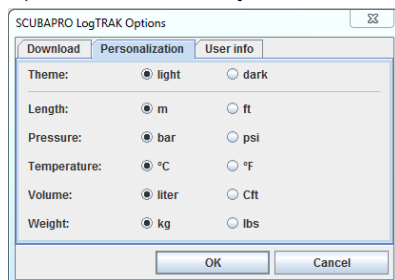 SCUBAPRO LogTRAK Options
Download Personalization User info
Theme: light dark
Length: m ft
Pressure: bar psi
Temperature: °C °F
Volume: liter Cft
Weight: kg lbs
OK Cancel